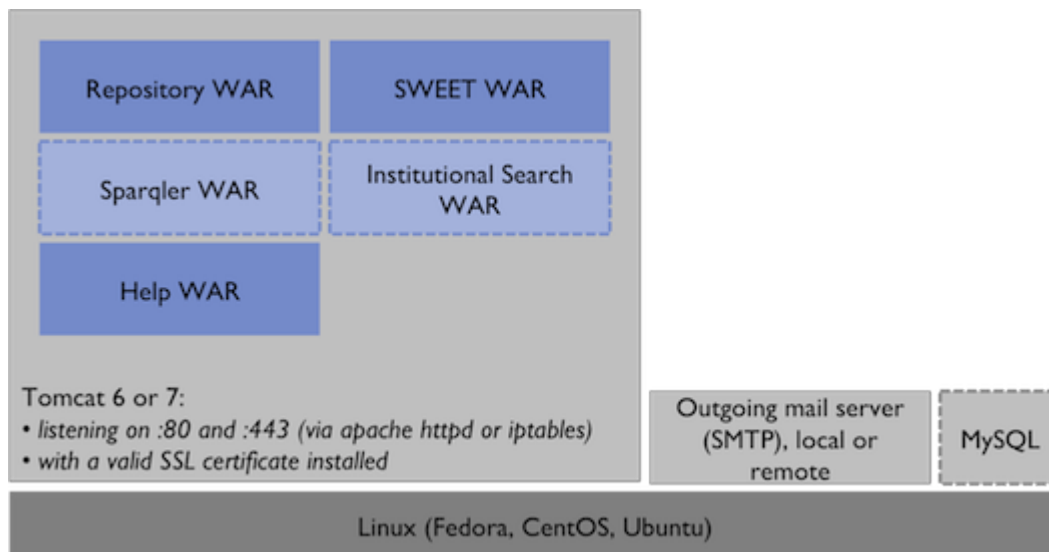 Repository WAR
SWEET WAR
Sparqler WAR
Institutional Search
WAR
Help WAR
Tomcat 6 or 7:
• listening on :80 and :443 (via apache httpd or iptables)
• with a valid SSL certificate installed
Outgoing mail server
(SMTP), local or
remote
MySQL
Linux (Fedora, CentOS, Ubuntu)